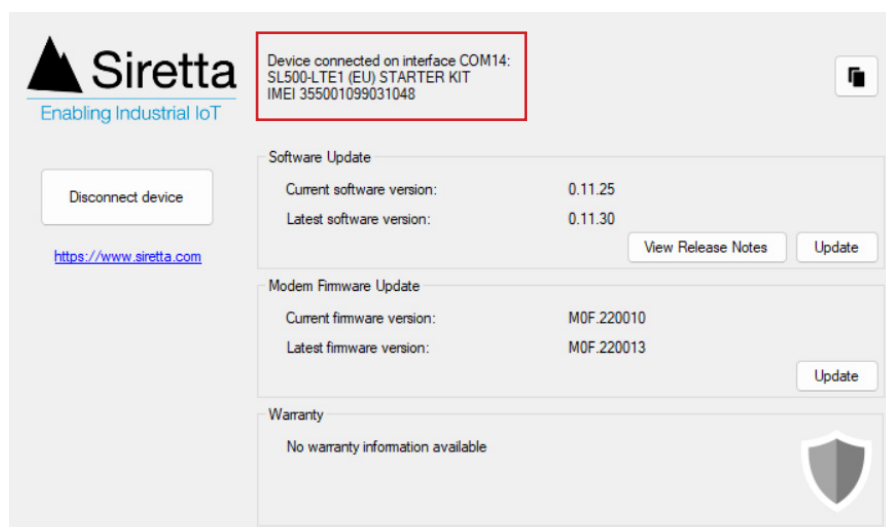 Siretta
Enabling Industrial IoT
Device connected on interface COM14:
SL500-LTE1 (EU) STARTER KIT
IMEI 355001099031048
Disconnect device
https://www.siretta.com
Software Update
Current software version: 0.11.25
Latest software version: 0.11.30
View Release Notes Update
Modem Firmware Update
Current firmware version: M0F.220010
Latest firmware version: M0F.220013
Update
Warranty
No warranty information available